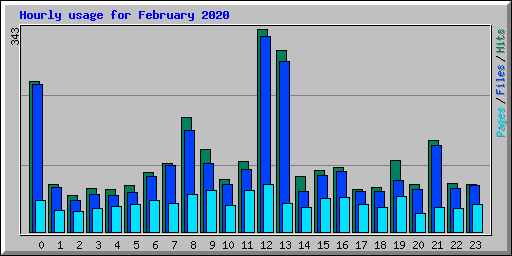 Hourly usage for February 2020
343
Pages / Files / Hits
0 1 2 3 4 5 6 7 8 9 10 11 12 13 14 15 16 17 18 19 20 21 22 23